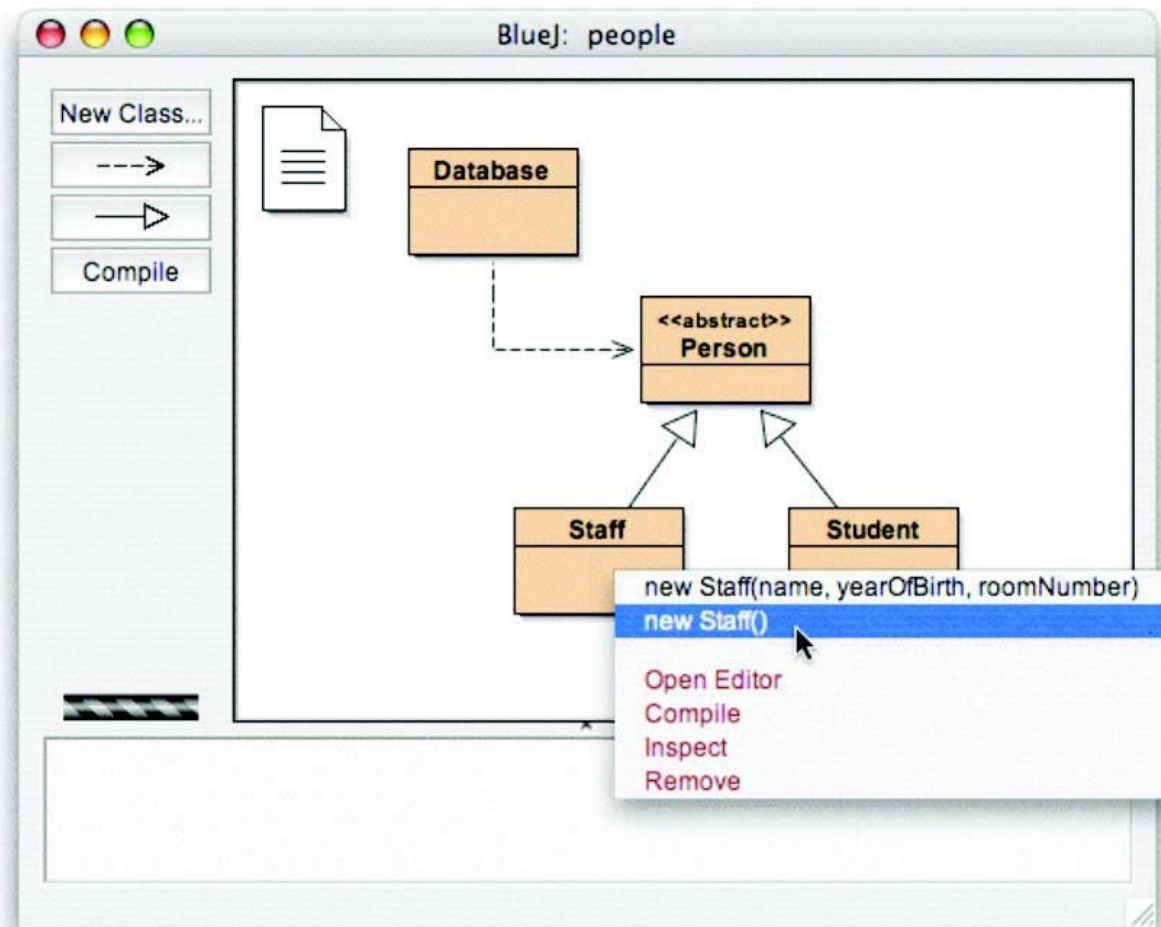 BlueJ: people
New Class...
Compile
Database
<<abstract>>
Person
Staff
Student
new Staff(name, yearOfBirth, roomNumber)
new Staff()
Open Editor
Compile
Inspect
Remove